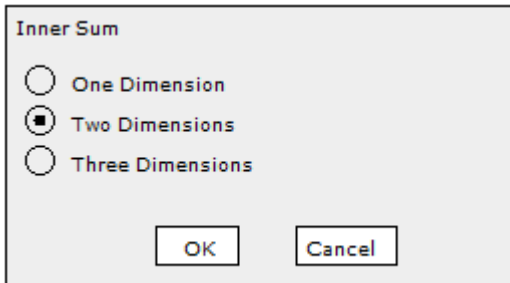 Inner Sum
One Dimension
Two Dimensions
Three Dimensions
OK Cancel